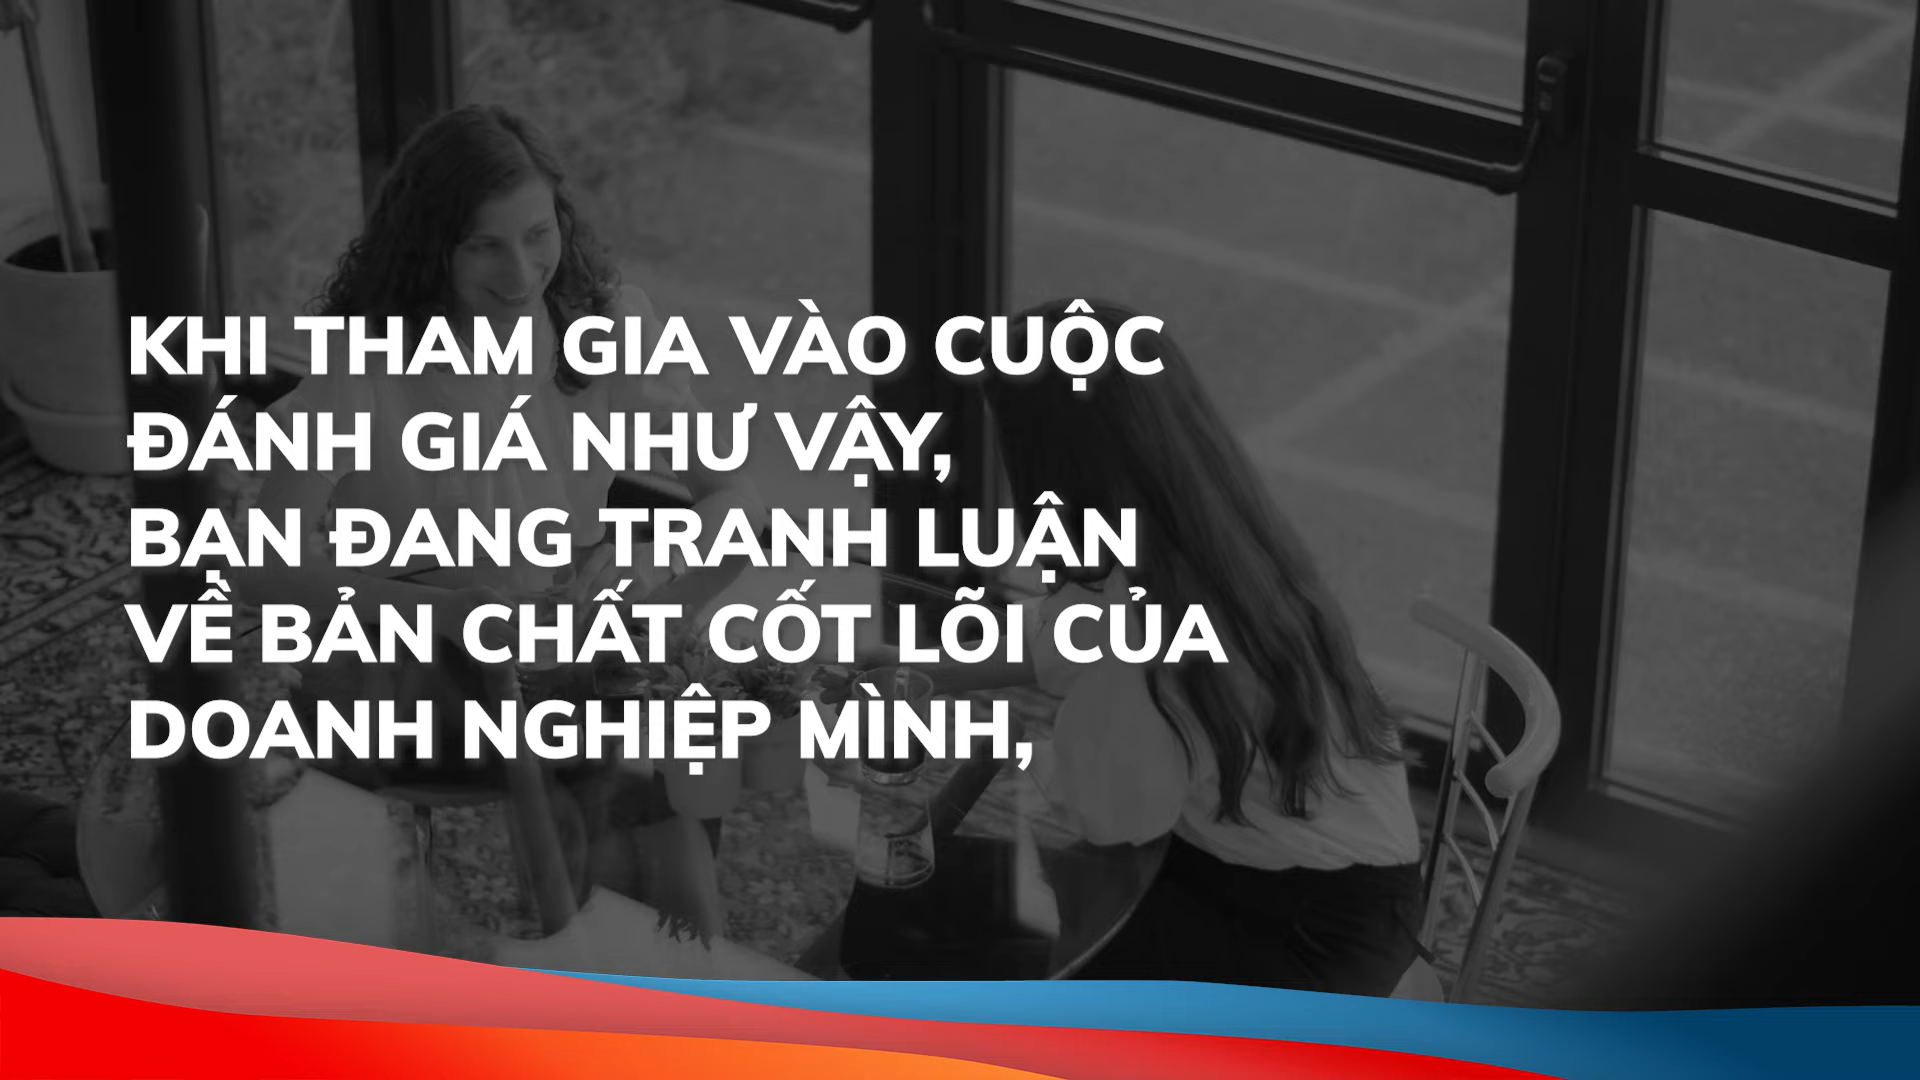 KHI THAM GIA VÀO CUỘC
ĐÁNH GIÁ NHƯ VẬY,
BẠN ĐANG TRANH LUẬN
VỀ BẢN CHẤT CỐT LÕI CỦA
DOANH NGHIỆP MÌNH,